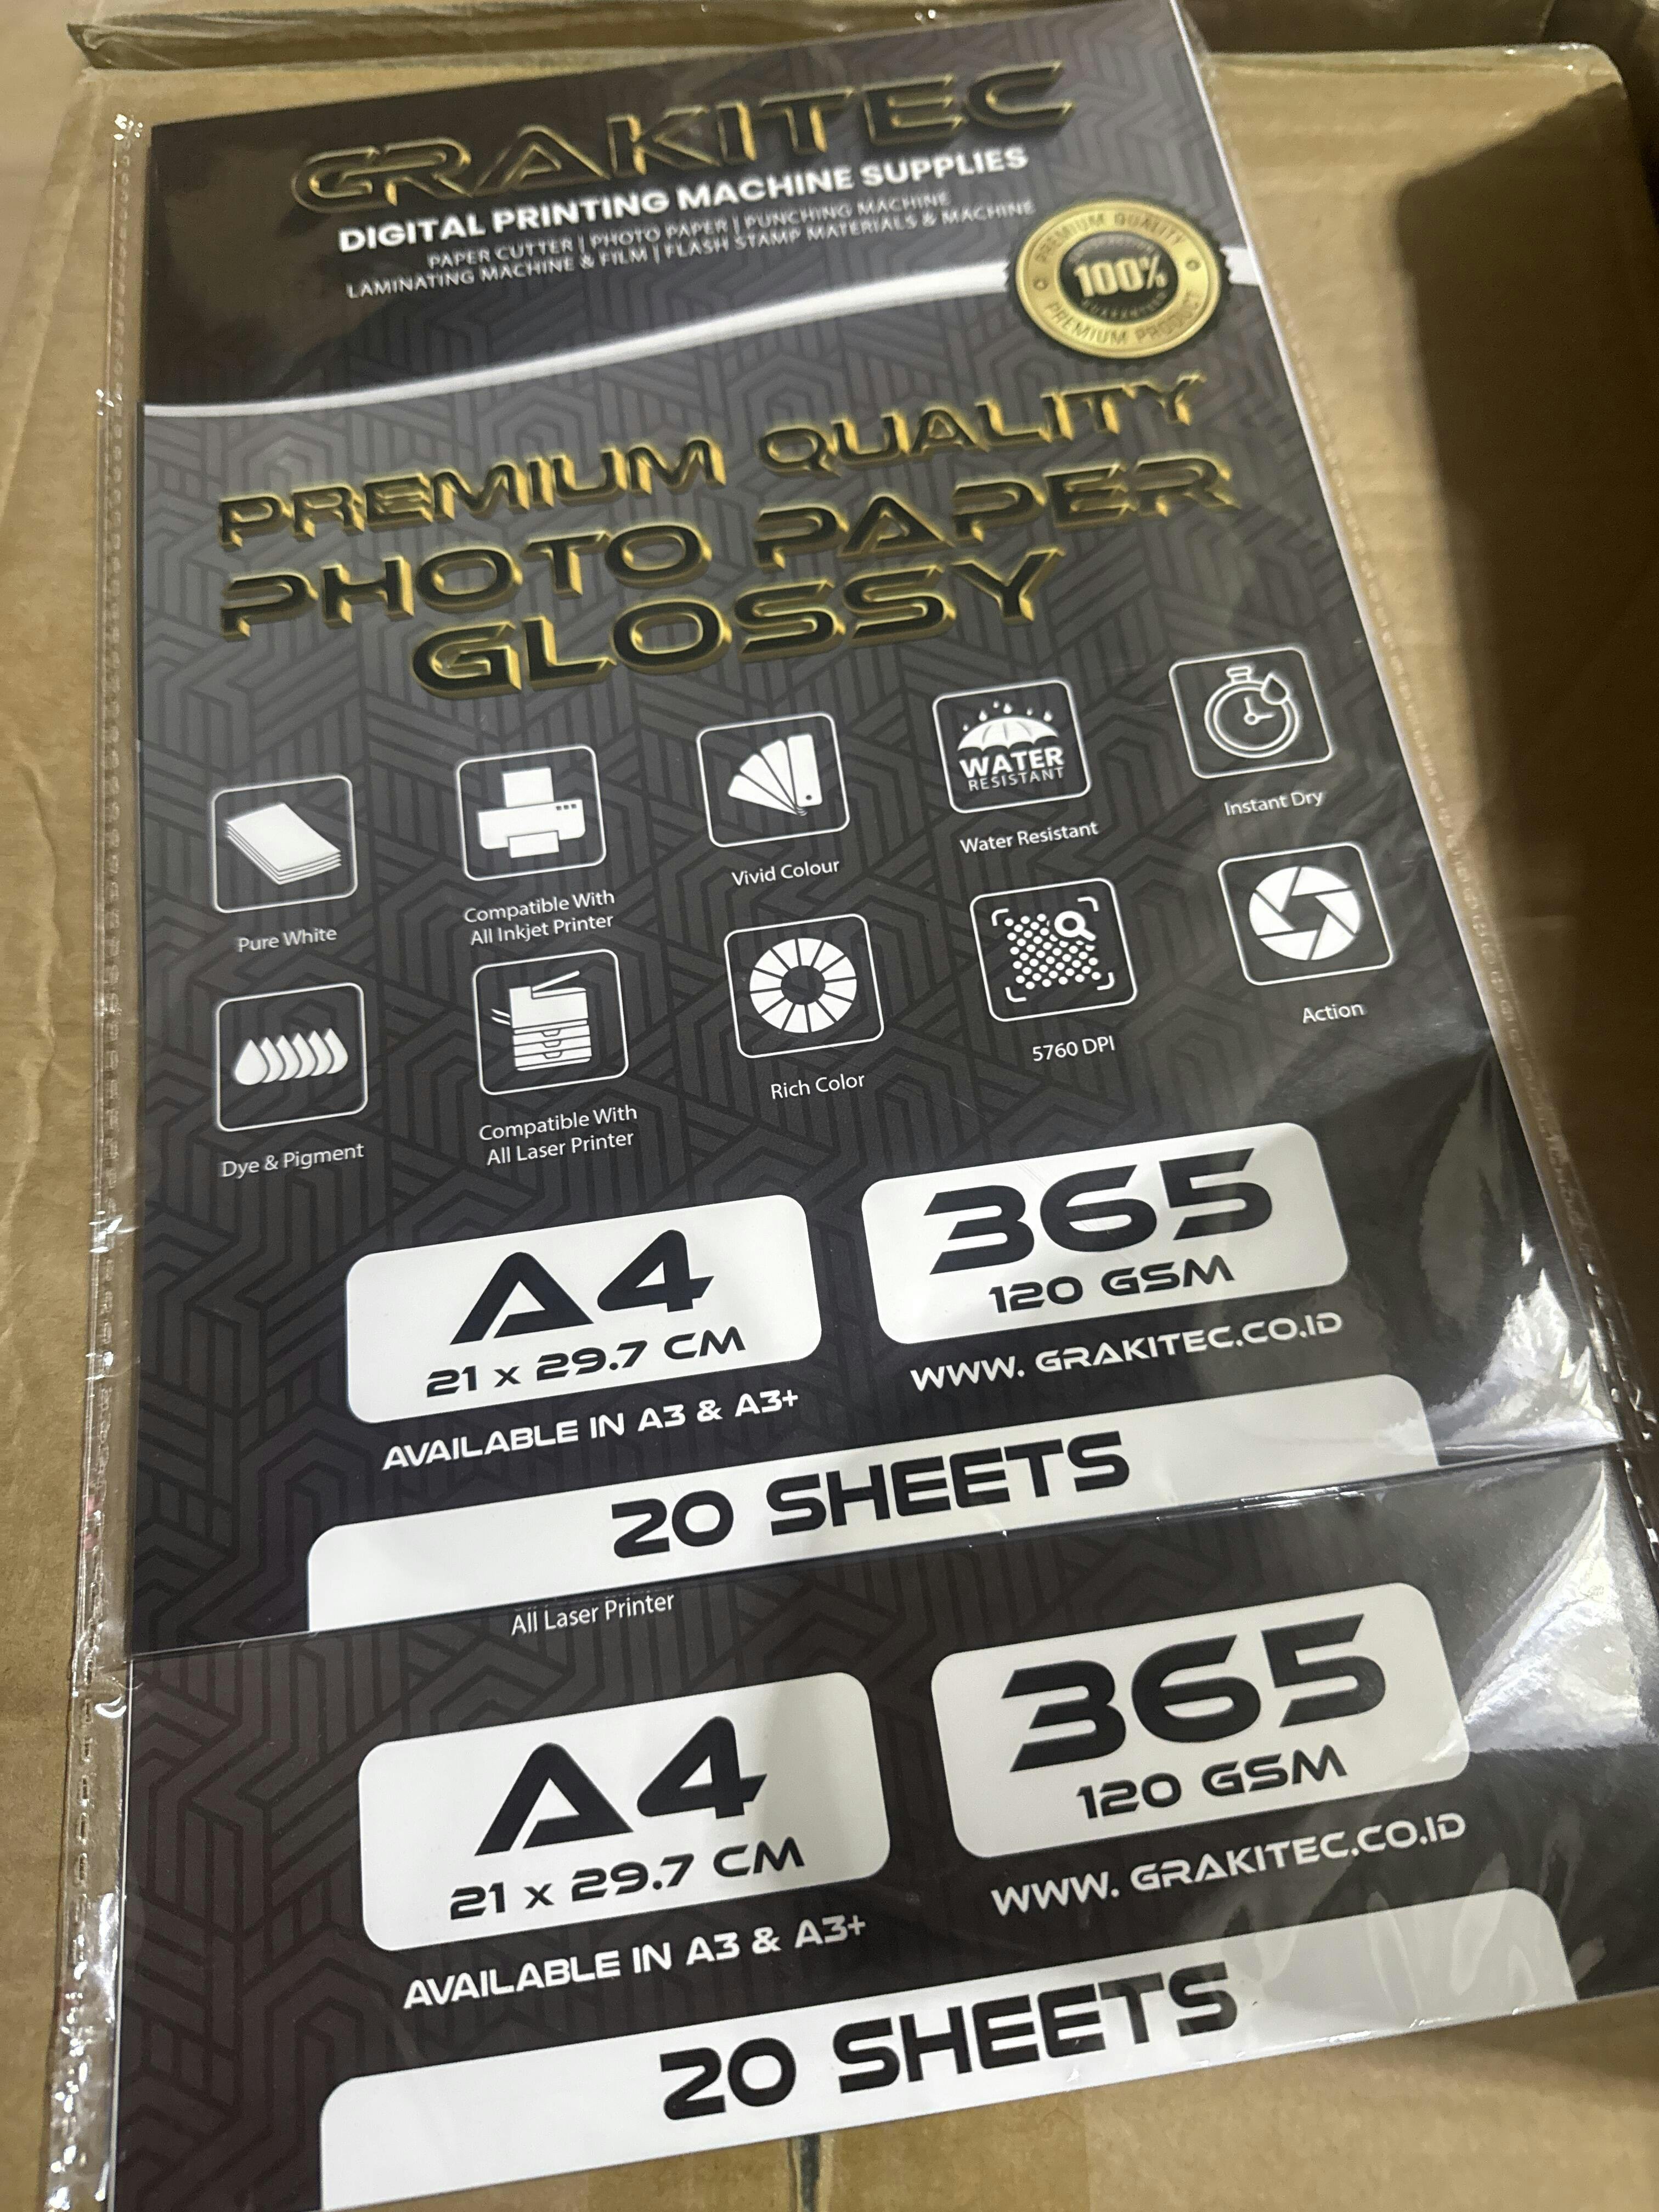 GRAKITEC
DIGITAL PRINTING MACHINE SUPPLIES
PAPER CUTTER | PHOTO PAPER | PUNCHING MACHINE
LAMINATING MACHINE & FILM | FLASH STAMP MATERIALS & MACHINE
PREMIUM QUALITY
100%
GUARANTEED
PREMIUM PRODUCT
PREMIUM QUALITY
PHOTO PAPER
GLOSSY
WATER
RESISTANT
Pure White
Compatible With
All Inkjet Printer
Vivid Colour
Water Resistant
Instant Dry
Dye & Pigment
Compatible With
All Laser Printer
Rich Color
5760 DPI
Action
A4
21 x 29.7 CM
AVAILABLE IN A3 & A3+
365
120 GSM
WWW. GRAKITEC.CO.ID
20 SHEETS
All Laser Printer
A4
21 x 29.7 CM
AVAILABLE IN A3 & A3+
365
120 GSM
WWW. GRAKITEC.CO.ID
20 SHEETS